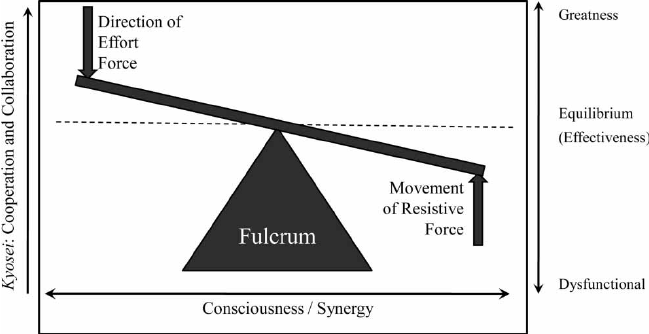 Kyosei: Cooperation and Collaboration
Direction of
Effort
Force
Fulcrum
Movement
of Resistive
Force
Consciousness / Synergy
Greatness
Equilibrium
(Effectiveness)
Dysfunctional